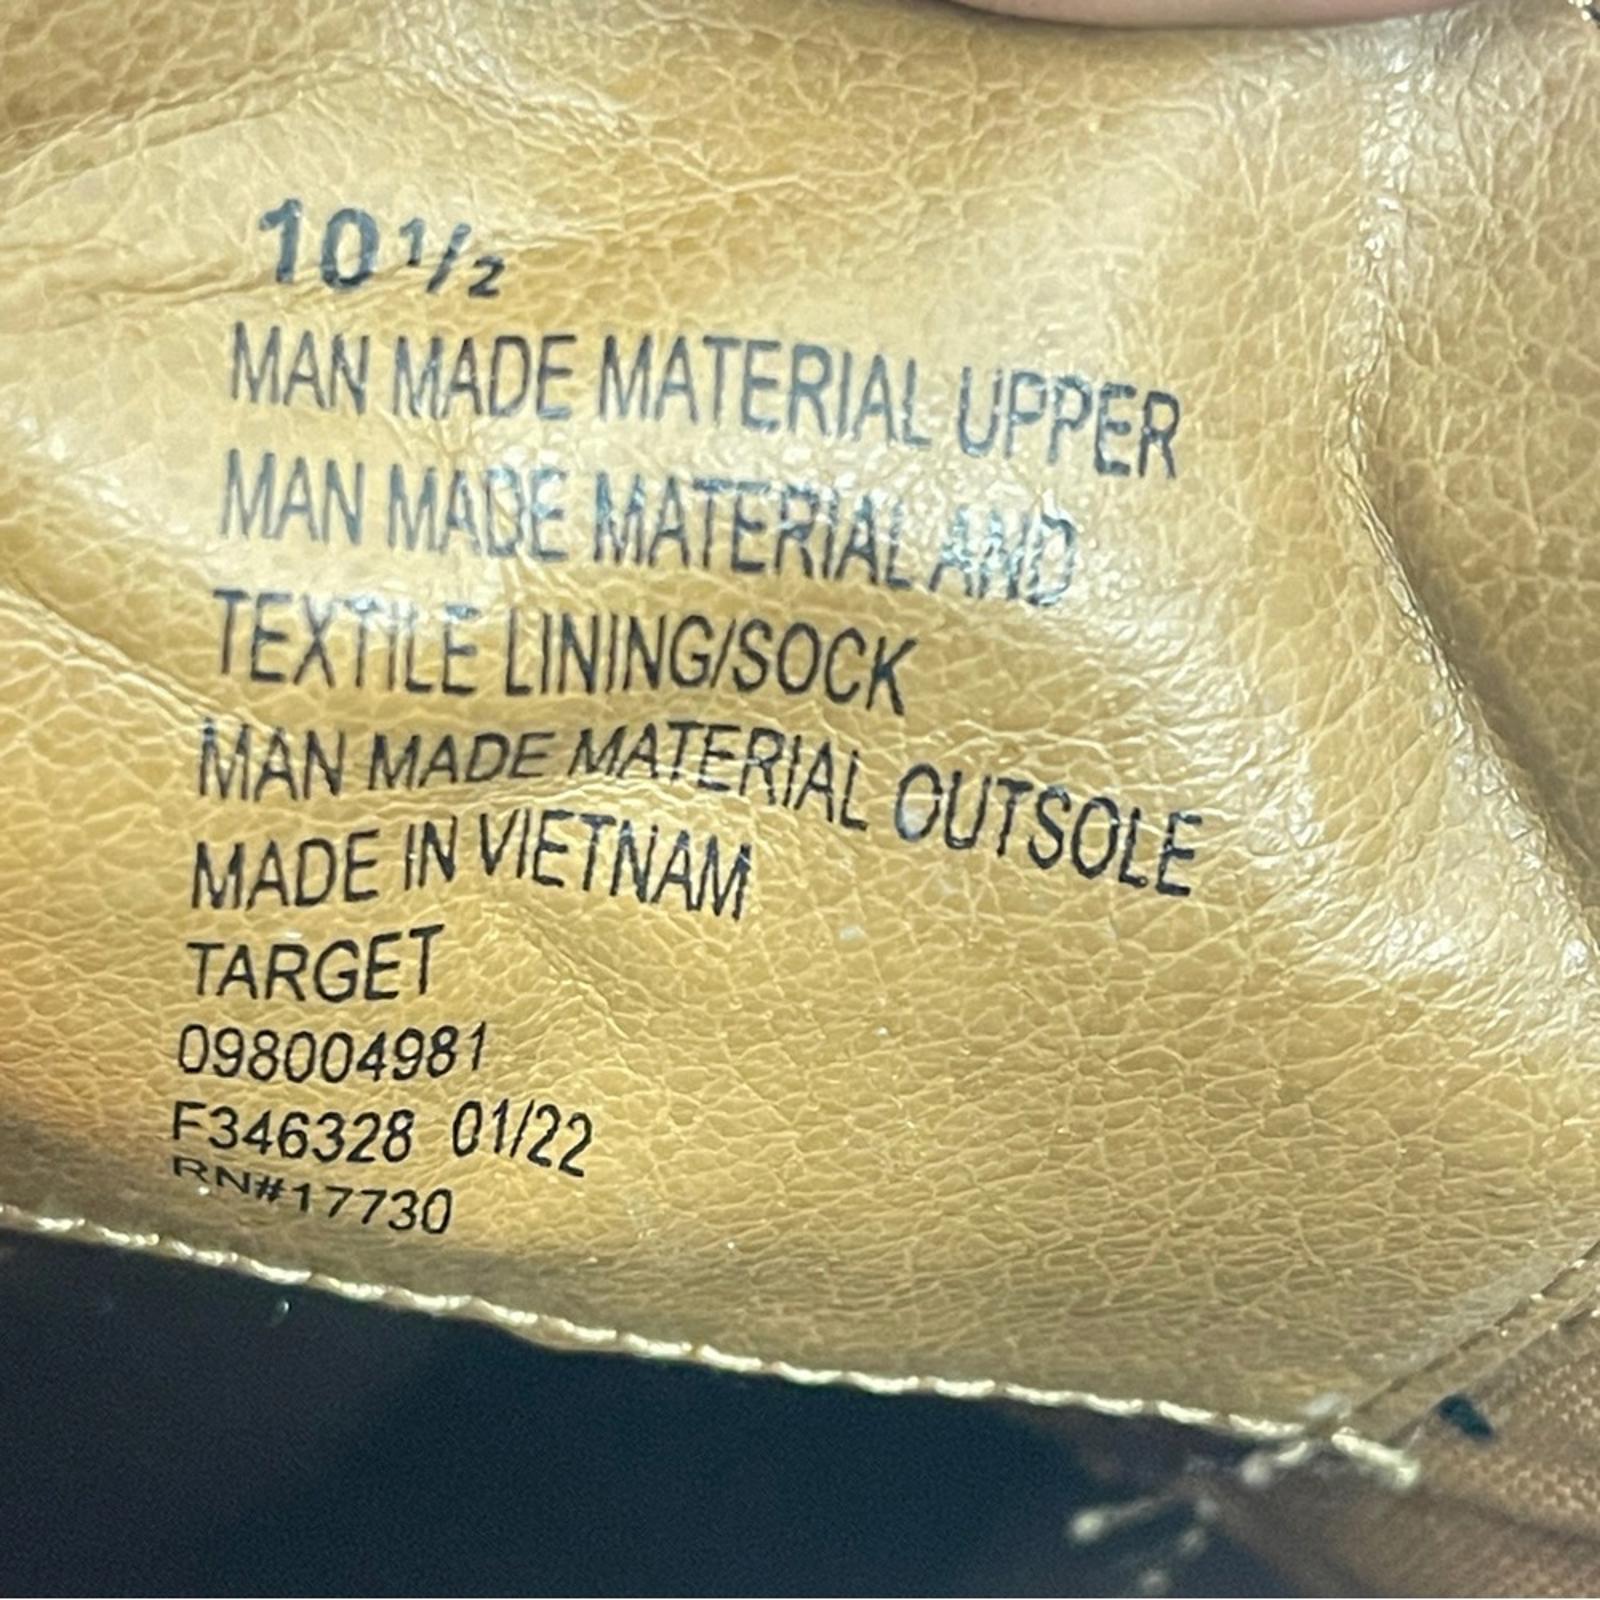 10 1/2
MAN MADE MATERIAL UPPER
MAN MADE MATERIAL AND
TEXTILE LINING/SOCK
MAN MADE MATERIAL OUTSOLE
MADE IN VIETNAM
TARGET
098004981
F346328 01/22
RN#17730